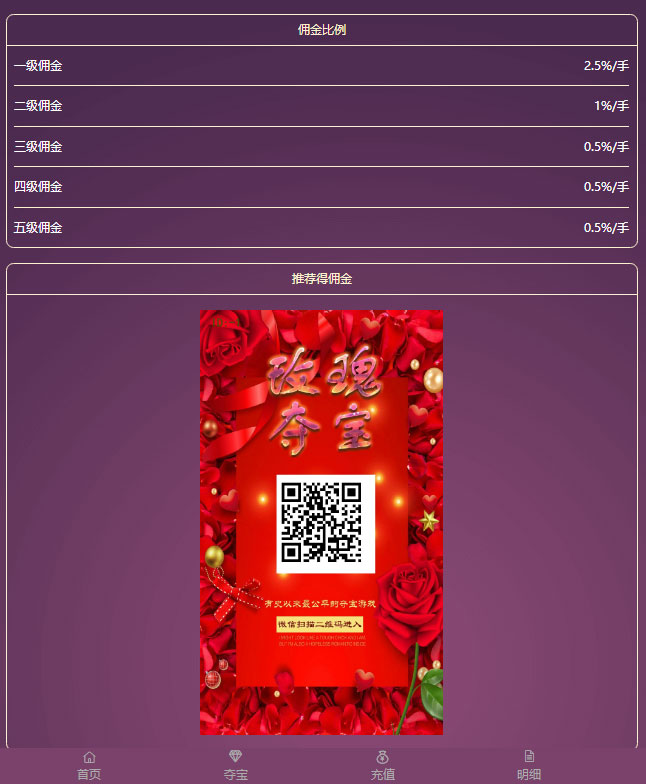 佣金比例
一级佣金 2.5%/手
二级佣金 1%/手
三级佣金 0.5%/手
四级佣金 0.5%/手
五级佣金 0.5%/手
推荐得佣金
玫瑰
夺宝
有史以来最公平的夺宝游戏
微信扫描二维码进入
首页 夺宝 充值 明细